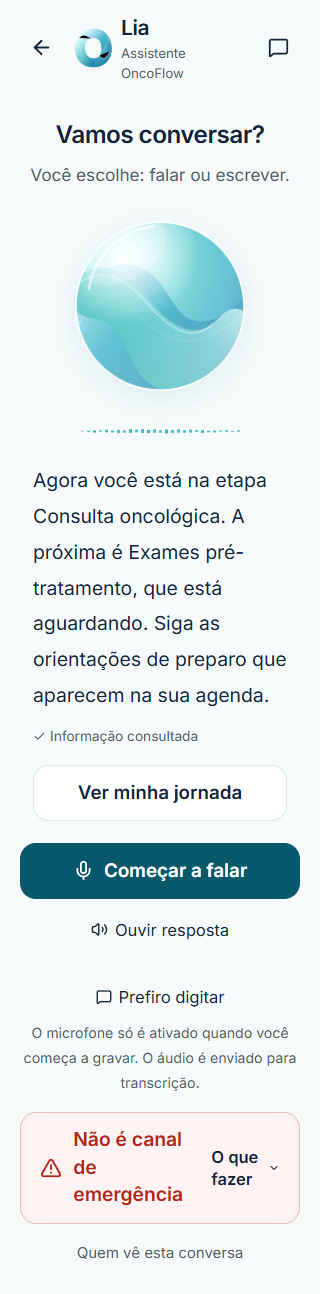 Lia
Assistente
OncoFlow
Vamos conversar?
Você escolhe: falar ou escrever.
Agora você está na etapa
Consulta oncológica. A
próxima é Exames pré-
tratamento, que está
aguardando. Siga as
orientações de preparo que
aparecem na sua agenda.
Informação consultada
Ver minha jornada
Começar a falar
Ouvir resposta
Prefiro digitar
O microfone só é ativado quando você
começa a gravar. O áudio é enviado para
transcrição.
Não é canal
de
emergência
O que
fazer
Quem vê esta conversa